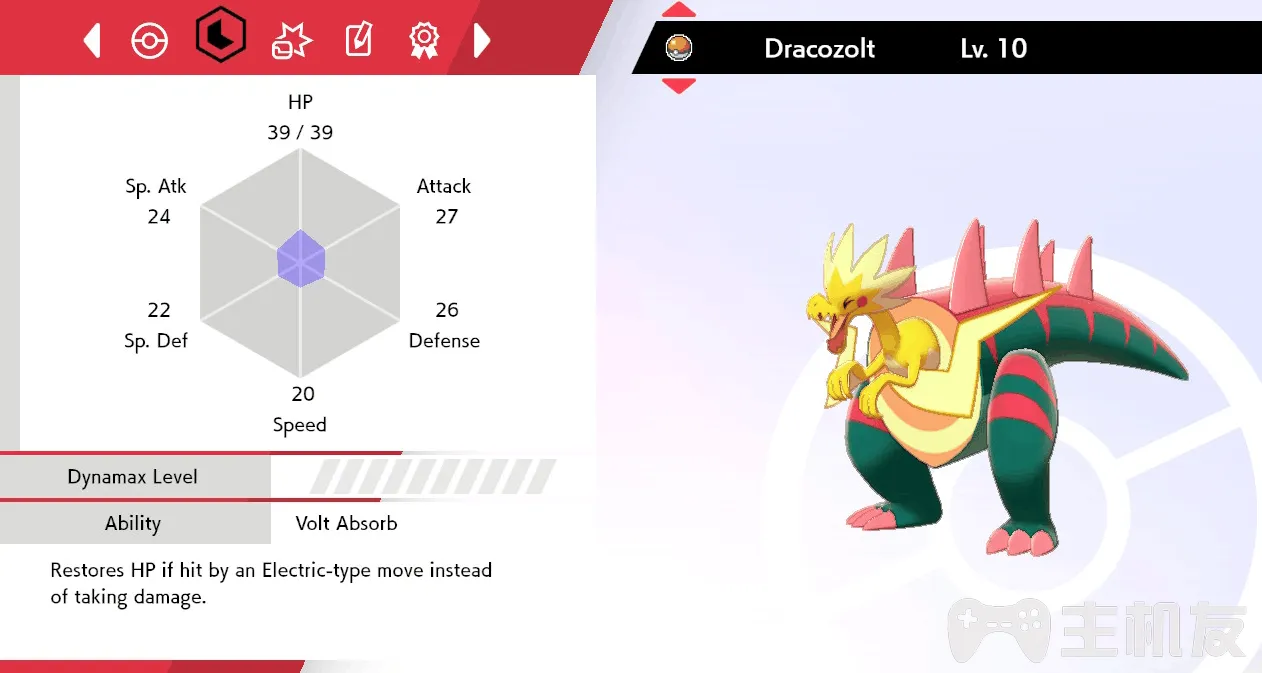 Dracozolt Lv. 10
HP
39 / 39
Sp. Atk
24
Attack
27
22
Sp. Def
26
Defense
20
Speed
Dynamax Level
Ability Volt Absorb
Restores HP if hit by an Electric-type move instead
of taking damage.
主机友